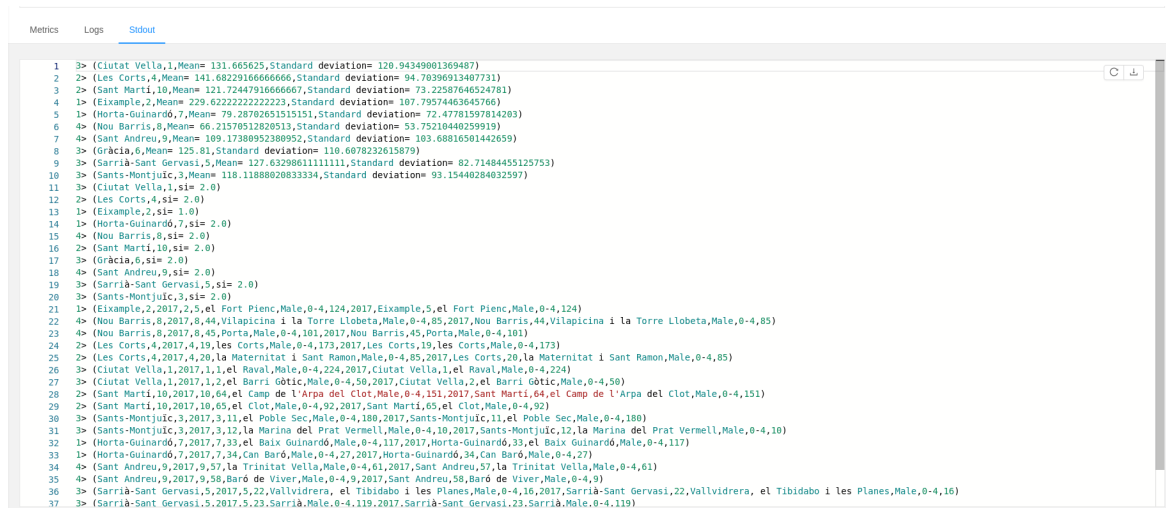 Metrics Logs Stdout
1 3> (Ciutat Vella,1,Mean= 131.665625,Standard deviation= 120.94349001369487)
2 2> (Les Corts,4,Mean= 141.68229166666666,Standard deviation= 94.70396913407731)
3 2> (Sant Martí,10,Mean= 121.72447916666667,Standard deviation= 73.22587646524781)
4 1> (Eixample,2,Mean= 229.62222222222223,Standard deviation= 107.79574463645766)
5 1> (Horta-Guinardó,7,Mean= 79.28702651515151,Standard deviation= 72.47781597814203)
6 4> (Nou Barris,8,Mean= 66.21570512820513,Standard deviation= 53.75210440259919)
7 4> (Sant Andreu,9,Mean= 109.17380952380952,Standard deviation= 103.68816501442659)
8 3> (Gràcia,6,Mean= 125.81,Standard deviation= 110.6078232615879)
9 3> (Sarrià-Sant Gervasi,5,Mean= 127.63298611111111,Standard deviation= 82.71484455125753)
10 3> (Sants-Montjuïc,3,Mean= 118.11888020833334,Standard deviation= 93.15440284032597)
11 3> (Ciutat Vella,1,si= 2.0)
12 2> (Les Corts,4,si= 2.0)
13 1> (Eixample,2,si= 1.0)
14 1> (Horta-Guinardó,7,si= 2.0)
15 4> (Nou Barris,8,si= 2.0)
16 2> (Sant Martí,10,si= 2.0)
17 3> (Gràcia,6,si= 2.0)
18 4> (Sant Andreu,9,si= 2.0)
19 3> (Sarrià-Sant Gervasi,5,si= 2.0)
20 3> (Sants-Montjuïc,3,si= 2.0)
21 1> (Eixample,2,2017,2,5,el Fort Pienc,Male,0-4,124,2017,Eixample,5,el Fort Pienc,Male,0-4,124)
22 4> (Nou Barris,8,2017,8,44,Vilapicina i la Torre Llobeta,Male,0-4,85,2017,Nou Barris,44,Vilapicina i la Torre Llobeta,Male,0-4,85)
23 4> (Nou Barris,8,2017,8,45,Porta,Male,0-4,101,2017,Nou Barris,45,Porta,Male,0-4,101)
24 2> (Les Corts,4,2017,4,19,les Corts,Male,0-4,173,2017,Les Corts,19,les Corts,Male,0-4,173)
25 2> (Les Corts,4,2017,4,20,la Maternitat i Sant Ramon,Male,0-4,85,2017,Les Corts,20,la Maternitat i Sant Ramon,Male,0-4,85)
26 3> (Ciutat Vella,1,2017,1,1,el Raval,Male,0-4,224,2017,Ciutat Vella,1,el Raval,Male,0-4,224)
27 3> (Ciutat Vella,1,2017,1,2,el Barri Gòtic,Male,0-4,50,2017,Ciutat Vella,2,el Barri Gòtic,Male,0-4,50)
28 2> (Sant Martí,10,2017,10,64,el Camp de l'Arpa del Clot,Male,0-4,151,2017,Sant Martí,64,el Camp de l'Arpa del Clot,Male,0-4,151)
29 2> (Sant Martí,10,2017,10,65,el Clot,Male,0-4,92,2017,Sant Martí,65,el Clot,Male,0-4,92)
30 3> (Sants-Montjuïc,3,2017,3,11,el Poble Sec,Male,0-4,180,2017,Sants-Montjuïc,11,el Poble Sec,Male,0-4,180)
31 3> (Sants-Montjuïc,3,2017,3,12,la Marina del Prat Vermell,Male,0-4,10,2017,Sants-Montjuïc,12,la Marina del Prat Vermell,Male,0-4,10)
32 1> (Horta-Guinardó,7,2017,7,33,el Baix Guinardó,Male,0-4,117,2017,Horta-Guinardó,33,el Baix Guinardó,Male,0-4,117)
33 1> (Horta-Guinardó,7,2017,7,34,Can Baró,Male,0-4,27,2017,Horta-Guinardó,34,Can Baró,Male,0-4,27)
34 4> (Sant Andreu,9,2017,9,57,la Trinitat Vella,Male,0-4,61,2017,Sant Andreu,57,la Trinitat Vella,Male,0-4,61)
35 4> (Sant Andreu,9,2017,9,58,Baró de Viver,Male,0-4,9,2017,Sant Andreu,58,Baró de Viver,Male,0-4,9)
36 3> (Sarrià-Sant Gervasi,5,2017,5,22,Vallvidrera, el Tibidabo i les Planes,Male,0-4,16,2017,Sarrià-Sant Gervasi,22,Vallvidrera, el Tibidabo i les Planes,Male,0-4,16)
37 3> (Sarrià-Sant Gervasi,5,2017,5,23,Sarrià,Male,0-4,119,2017,Sarrià-Sant Gervasi,23,Sarrià,Male,0-4,119)